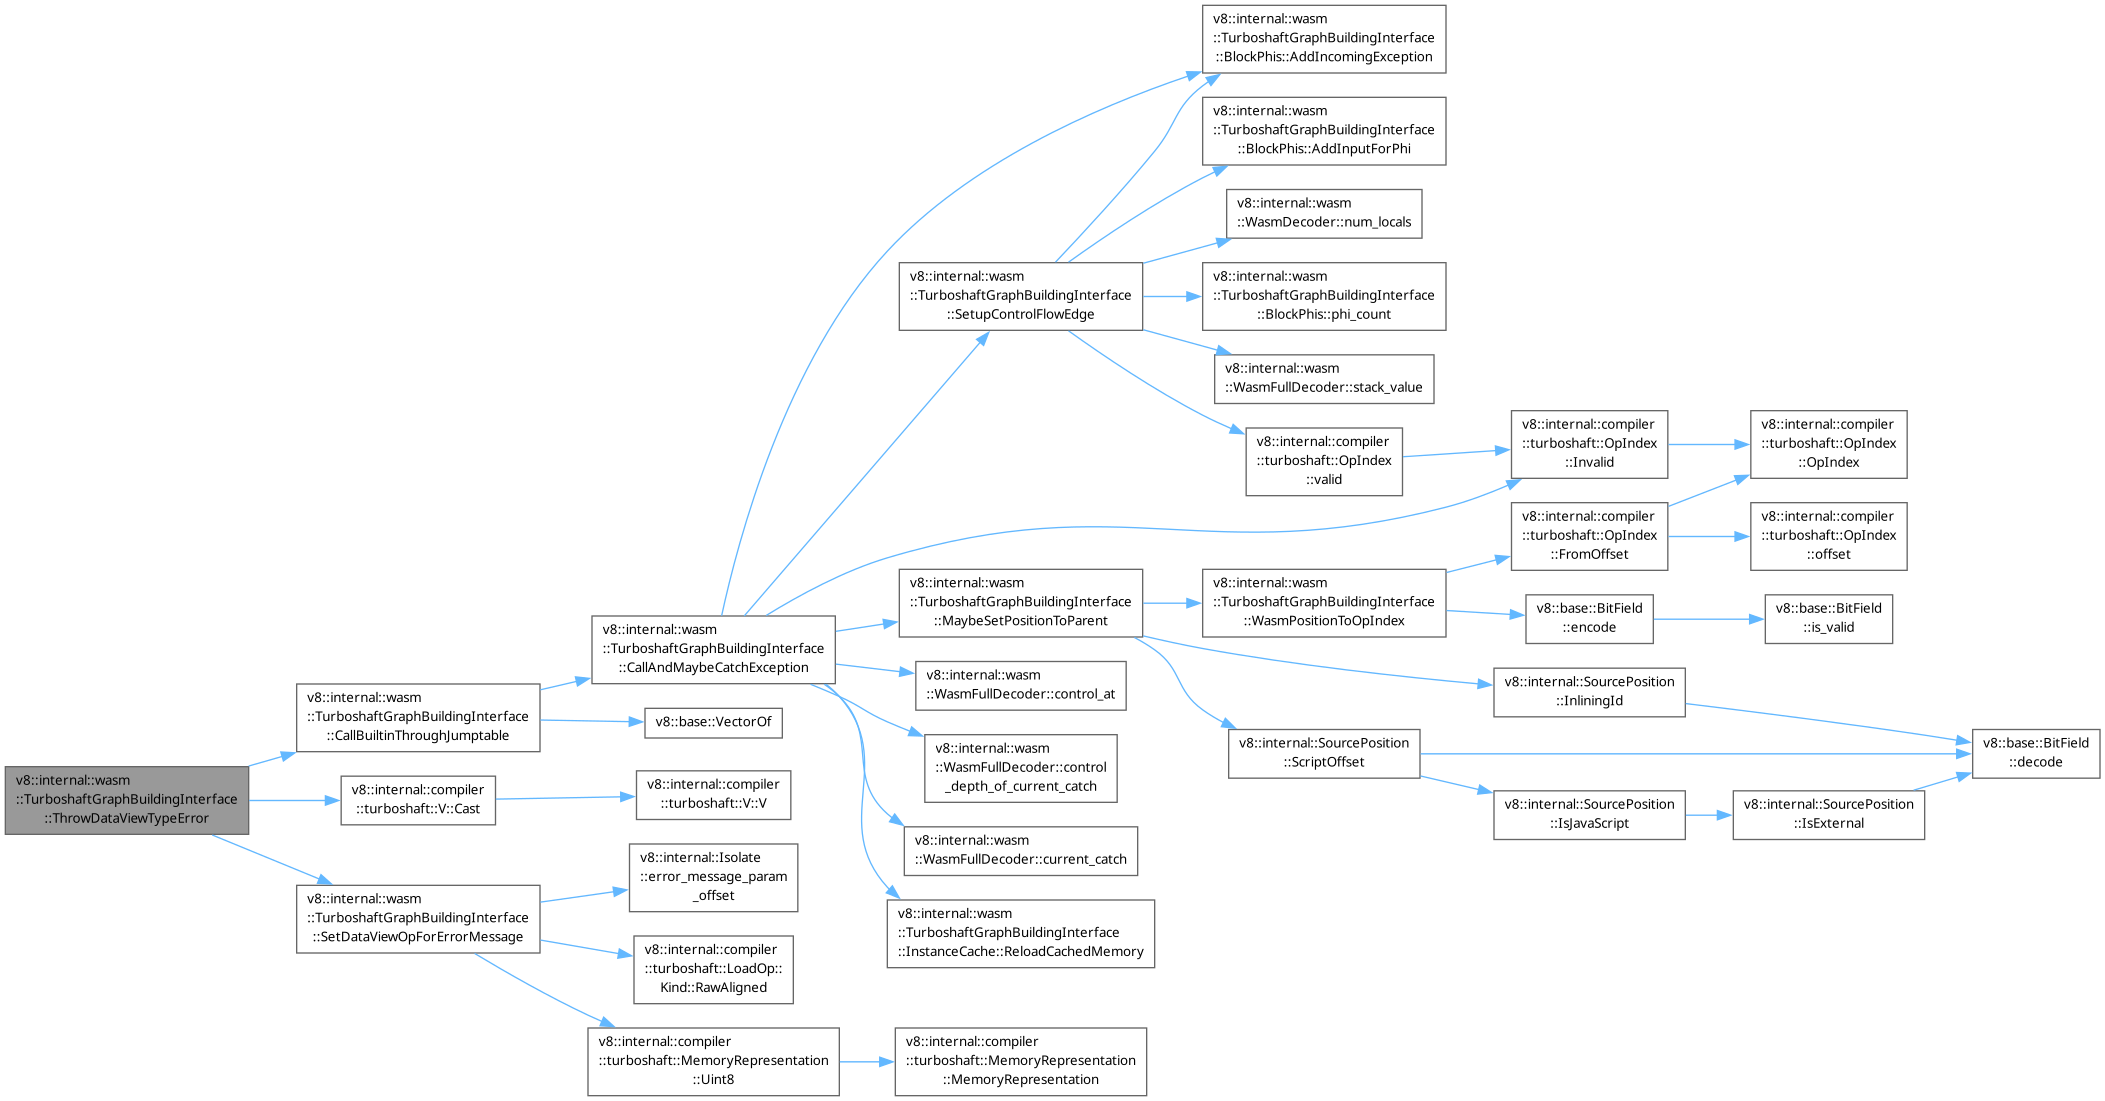 v8::internal::wasm
::TurboshaftGraphBuildingInterface
::ThrowDataViewTypeError
v8::internal::wasm
::TurboshaftGraphBuildingInterface
::CallBuiltinThroughJumptable
v8::internal::compiler
::turboshaft::V::Cast
v8::internal::wasm
::TurboshaftGraphBuildingInterface
::SetDataViewOpForErrorMessage
v8::internal::wasm
::TurboshaftGraphBuildingInterface
::CallAndMaybeCatchException
v8::base::VectorOf
v8::internal::compiler
::turboshaft::V::V
v8::internal::Isolate
::error_message_param
_offset
v8::internal::compiler
::turboshaft::LoadOp::
Kind::RawAligned
v8::internal::compiler
::turboshaft::MemoryRepresentation
::Uint8
v8::internal::wasm
::TurboshaftGraphBuildingInterface
::SetupControlFlowEdge
v8::internal::wasm
::TurboshaftGraphBuildingInterface
::MaybeSetPositionToParent
v8::internal::wasm
::WasmFullDecoder::control_at
v8::internal::wasm
::WasmFullDecoder::control
_depth_of_current_catch
v8::internal::wasm
::WasmFullDecoder::current_catch
v8::internal::wasm
::TurboshaftGraphBuildingInterface
::InstanceCache::ReloadCachedMemory
v8::internal::compiler
::turboshaft::MemoryRepresentation
::MemoryRepresentation
v8::internal::wasm
::TurboshaftGraphBuildingInterface
::BlockPhis::AddIncomingException
v8::internal::wasm
::TurboshaftGraphBuildingInterface
::BlockPhis::AddInputForPhi
v8::internal::wasm
::WasmDecoder::num_locals
v8::internal::wasm
::TurboshaftGraphBuildingInterface
::BlockPhis::phi_count
v8::internal::wasm
::WasmFullDecoder::stack_value
v8::internal::compiler
::turboshaft::OpIndex
::valid
v8::internal::wasm
::TurboshaftGraphBuildingInterface
::WasmPositionToOpIndex
v8::internal::SourcePosition
::ScriptOffset
v8::internal::compiler
::turboshaft::OpIndex
::Invalid
v8::internal::compiler
::turboshaft::OpIndex
::FromOffset
v8::base::BitField
::encode
v8::internal::SourcePosition
::InliningId
v8::internal::SourcePosition
::IsJavaScript
v8::internal::compiler
::turboshaft::OpIndex
::OpIndex
v8::internal::compiler
::turboshaft::OpIndex
::offset
v8::base::BitField
::is_valid
v8::internal::SourcePosition
::IsExternal
v8::base::BitField
::decode